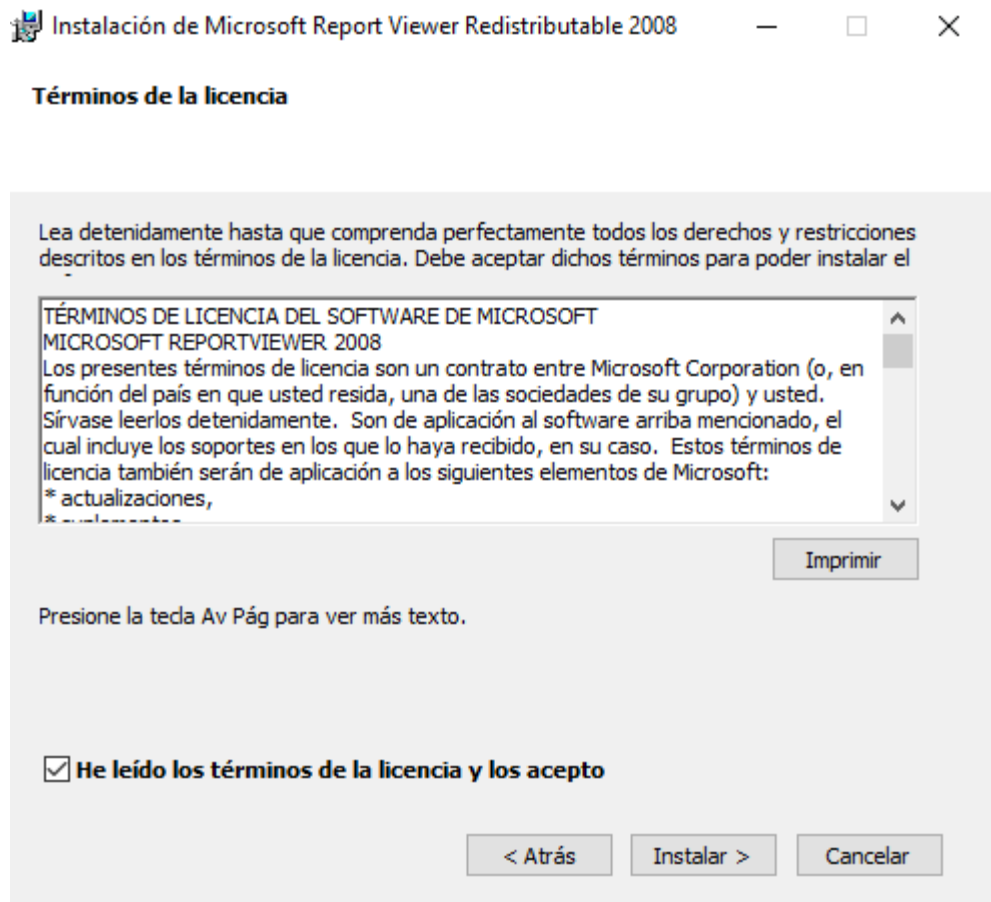 Instalación de Microsoft Report Viewer Redistributable 2008
Términos de la licencia
Lea detenidamente hasta que comprenda perfectamente todos los derechos y restricciones
descritos en los términos de la licencia. Debe aceptar dichos términos para poder instalar el
TÉRMINOS DE LICENCIA DEL SOFTWARE DE MICROSOFT
MICROSOFT REPORTVIEWER 2008
Los presentes términos de licencia son un contrato entre Microsoft Corporation (o, en
función del país en que usted resida, una de las sociedades de su grupo) y usted.
Sírvase leerlos detenidamente.  Son de aplicación al software arriba mencionado, el
cual incluye los soportes en los que lo haya recibido, en su caso.  Estos términos de
licencia también serán de aplicación a los siguientes elementos de Microsoft:
* actualizaciones,
Imprimir
Presione la tecla Av Pág para ver más texto.
He leído los términos de la licencia y los acepto
< Atrás
Instalar >
Cancelar